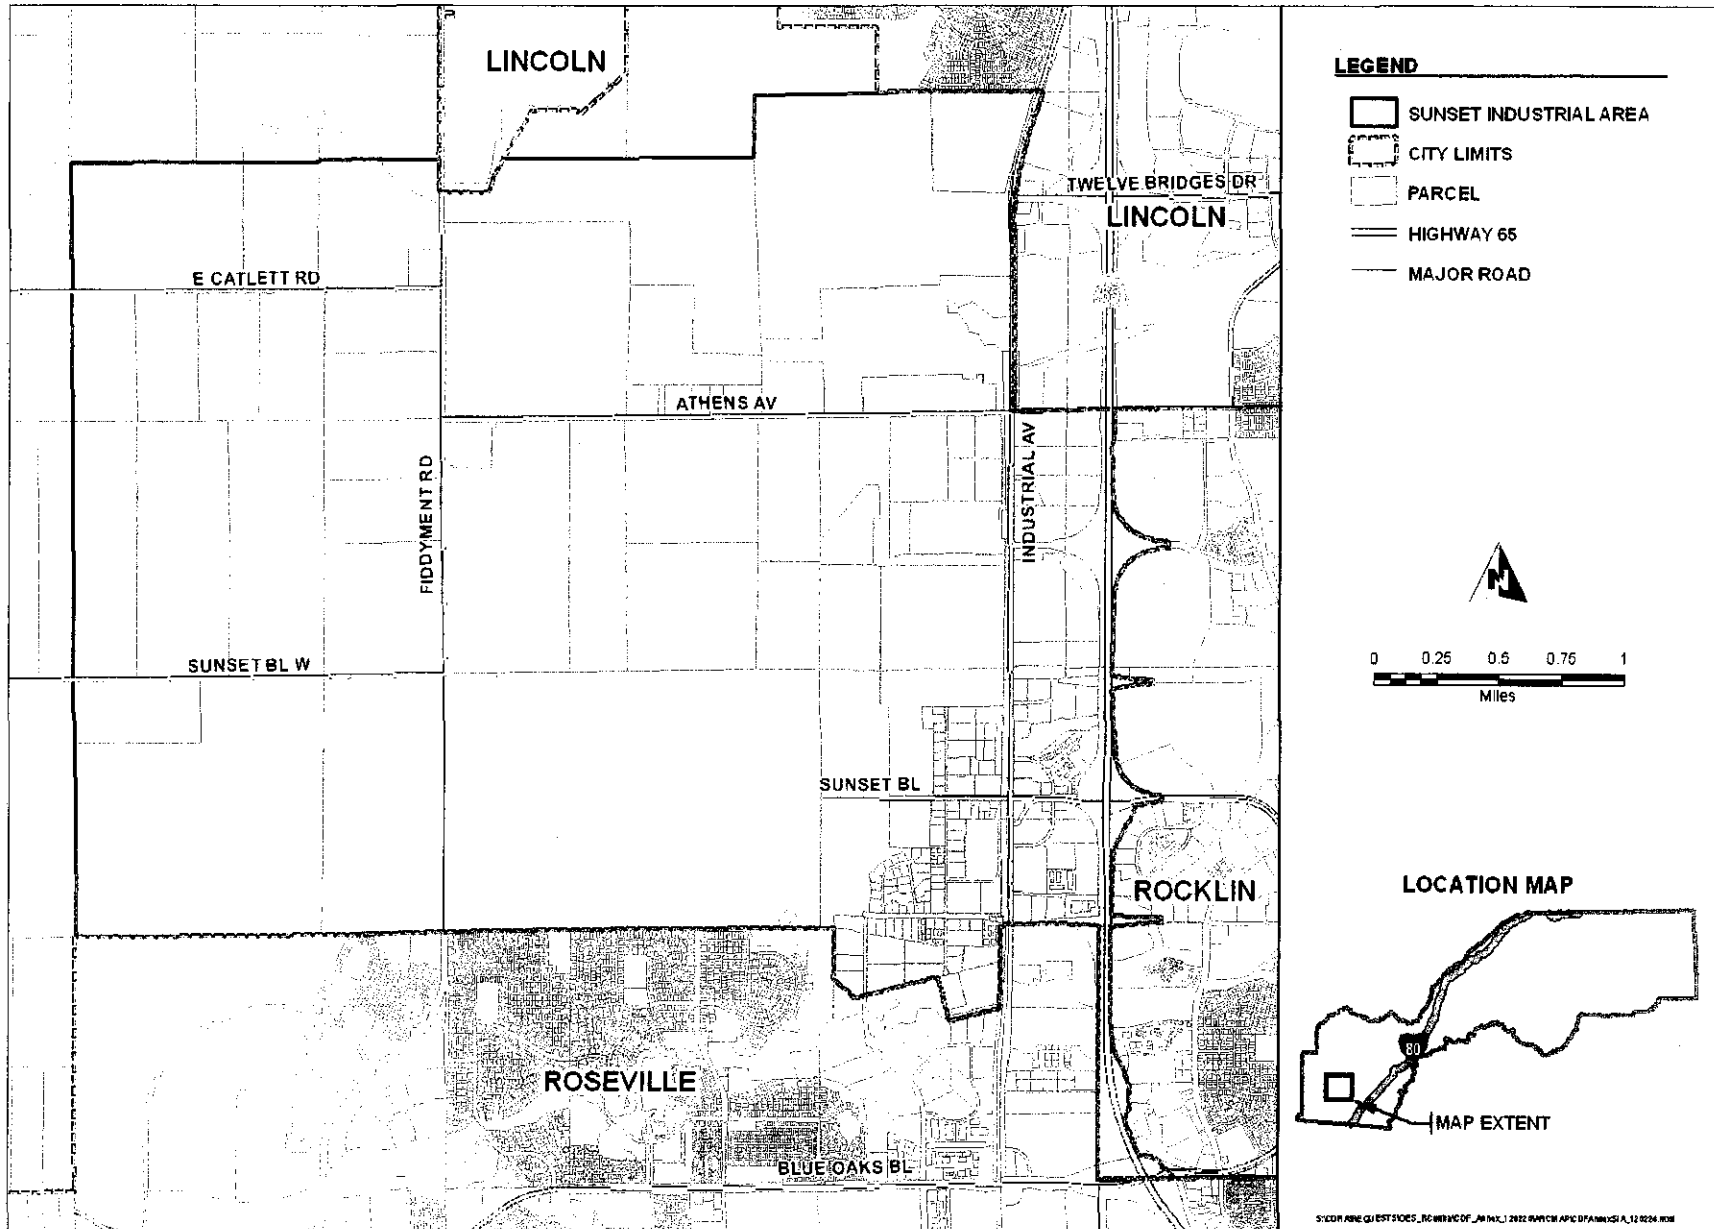 LINCOLN
TWELVE BRIDGES DR
LINCOLN
E CATLETT RD
ATHENS AV
INDUSTRIAL AV
FIDDYMENT RD
SUNSET BL W
SUNSET BL
ROCKLIN
ROSEVILLE
BLUE OAKS BL
LEGEND
SUNSET INDUSTRIAL AREA
CITY LIMITS
PARCEL
HIGHWAY 65
MAJOR ROAD
N
0 0.25 0.5 0.75 1
Miles
LOCATION MAP
80
MAP EXTENT